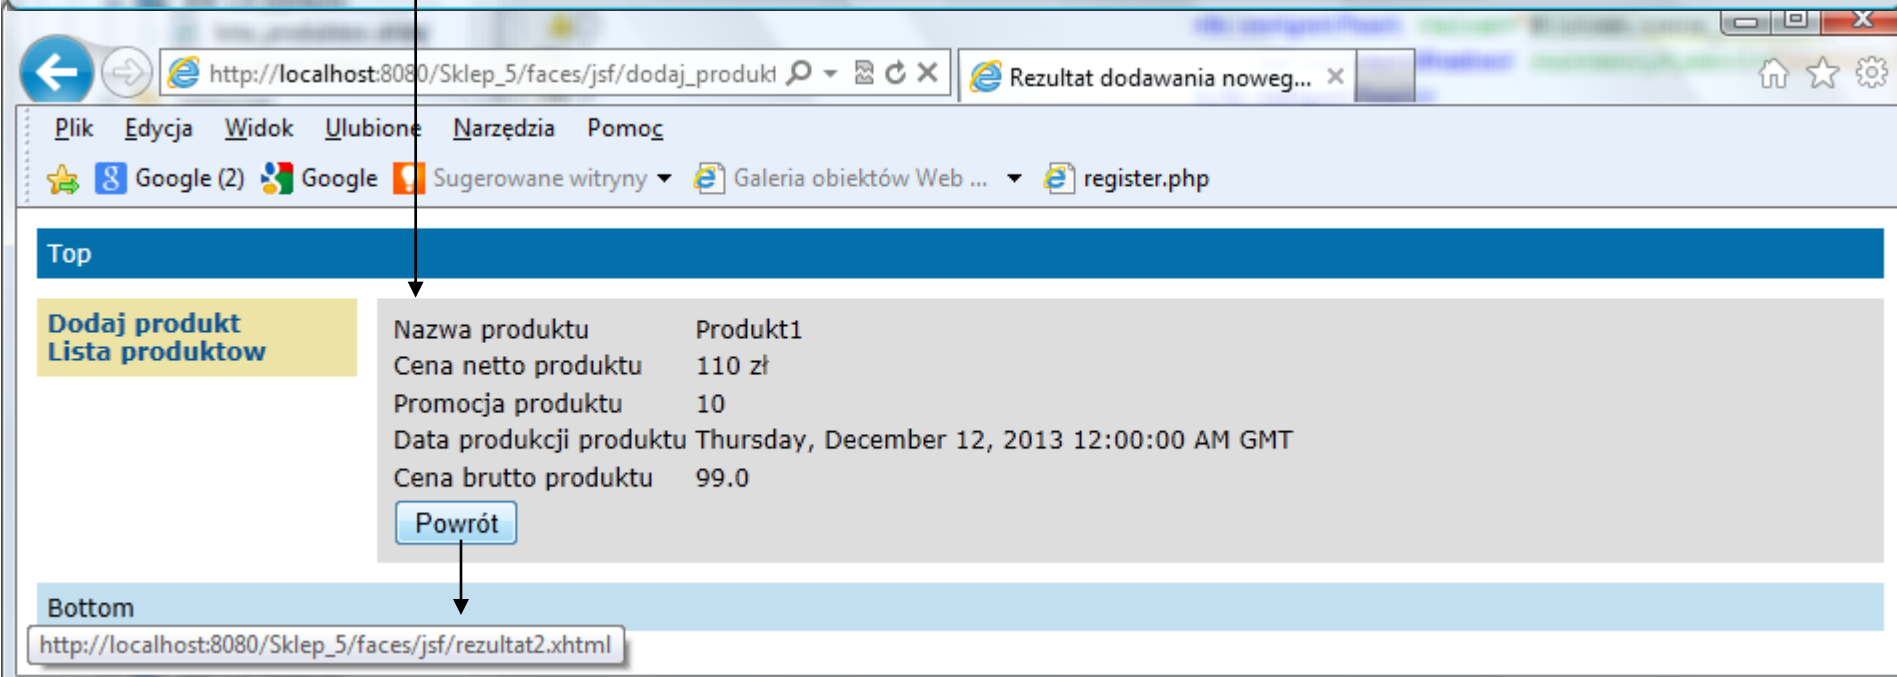 http://localhost:8080/Sklep_5/faces/jsf/dodaj_produkt
Rezultat dodawania noweg...
Plik Edycja Widok Ulubione Narzędzia Pomoc
Google (2) Google Sugerowane witryny Galeria obiektów Web ... register.php
Top
Dodaj produkt
Lista produktow
Nazwa produktu Produkt1
Cena netto produktu 110 zł
Promocja produktu 10
Data produkcji produktu Thursday, December 12, 2013 12:00:00 AM GMT
Cena brutto produktu 99.0
Powrót
Bottom
http://localhost:8080/Sklep_5/faces/jsf/rezultat2.xhtml